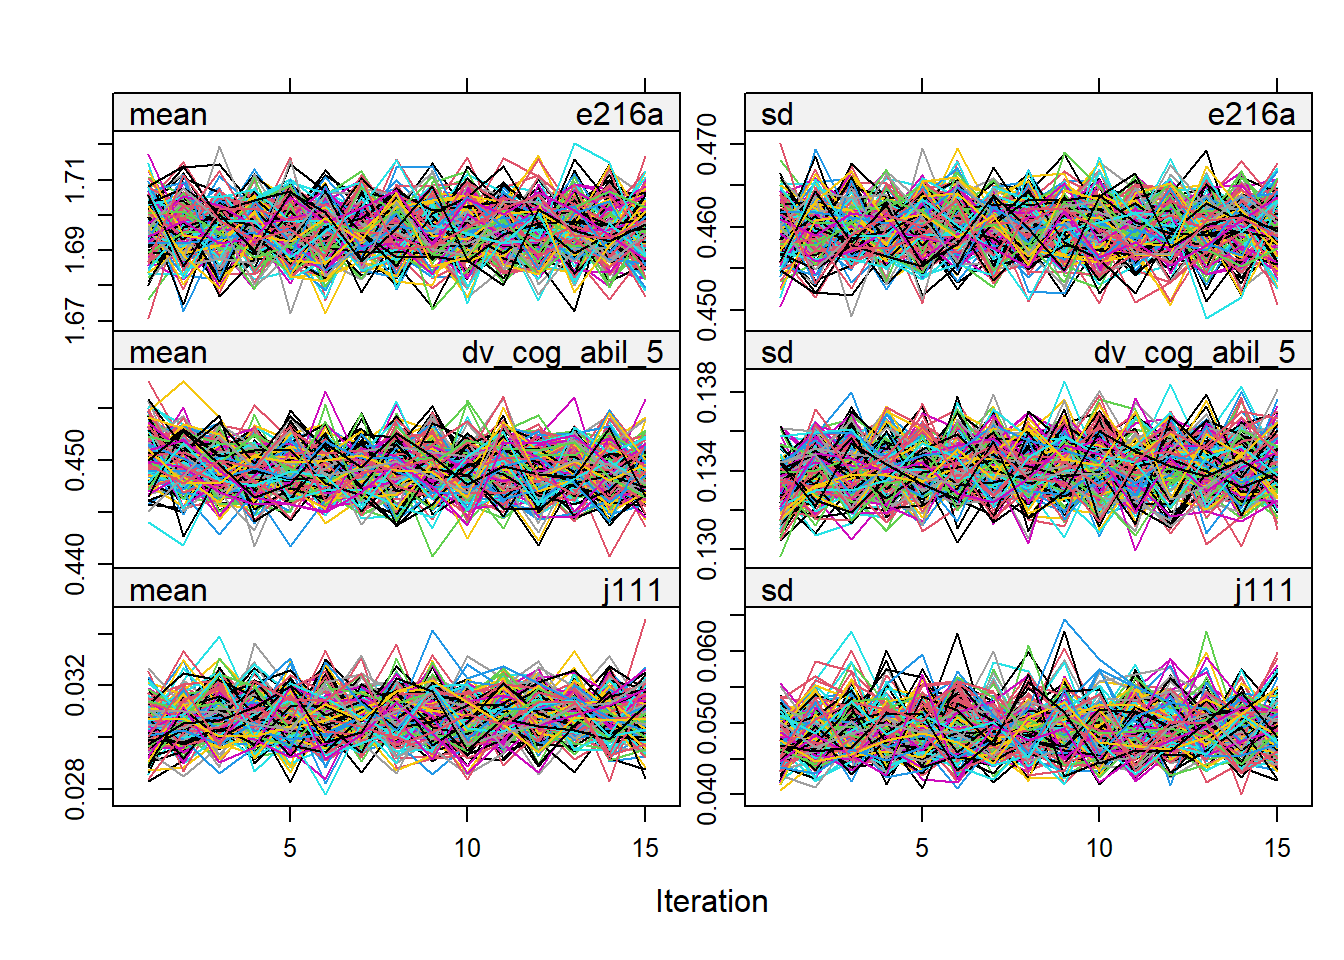 mean e216a
sd e216a
1.71
1.69
1.67
0.470
0.460
0.450
mean dv_cog_abil_5
sd dv_cog_abil_5
0.450
0.440
0.138
0.134
0.130
mean j111
sd j111
0.032
0.028
0.060
0.050
0.040
5 10 15
5 10 15
Iteration